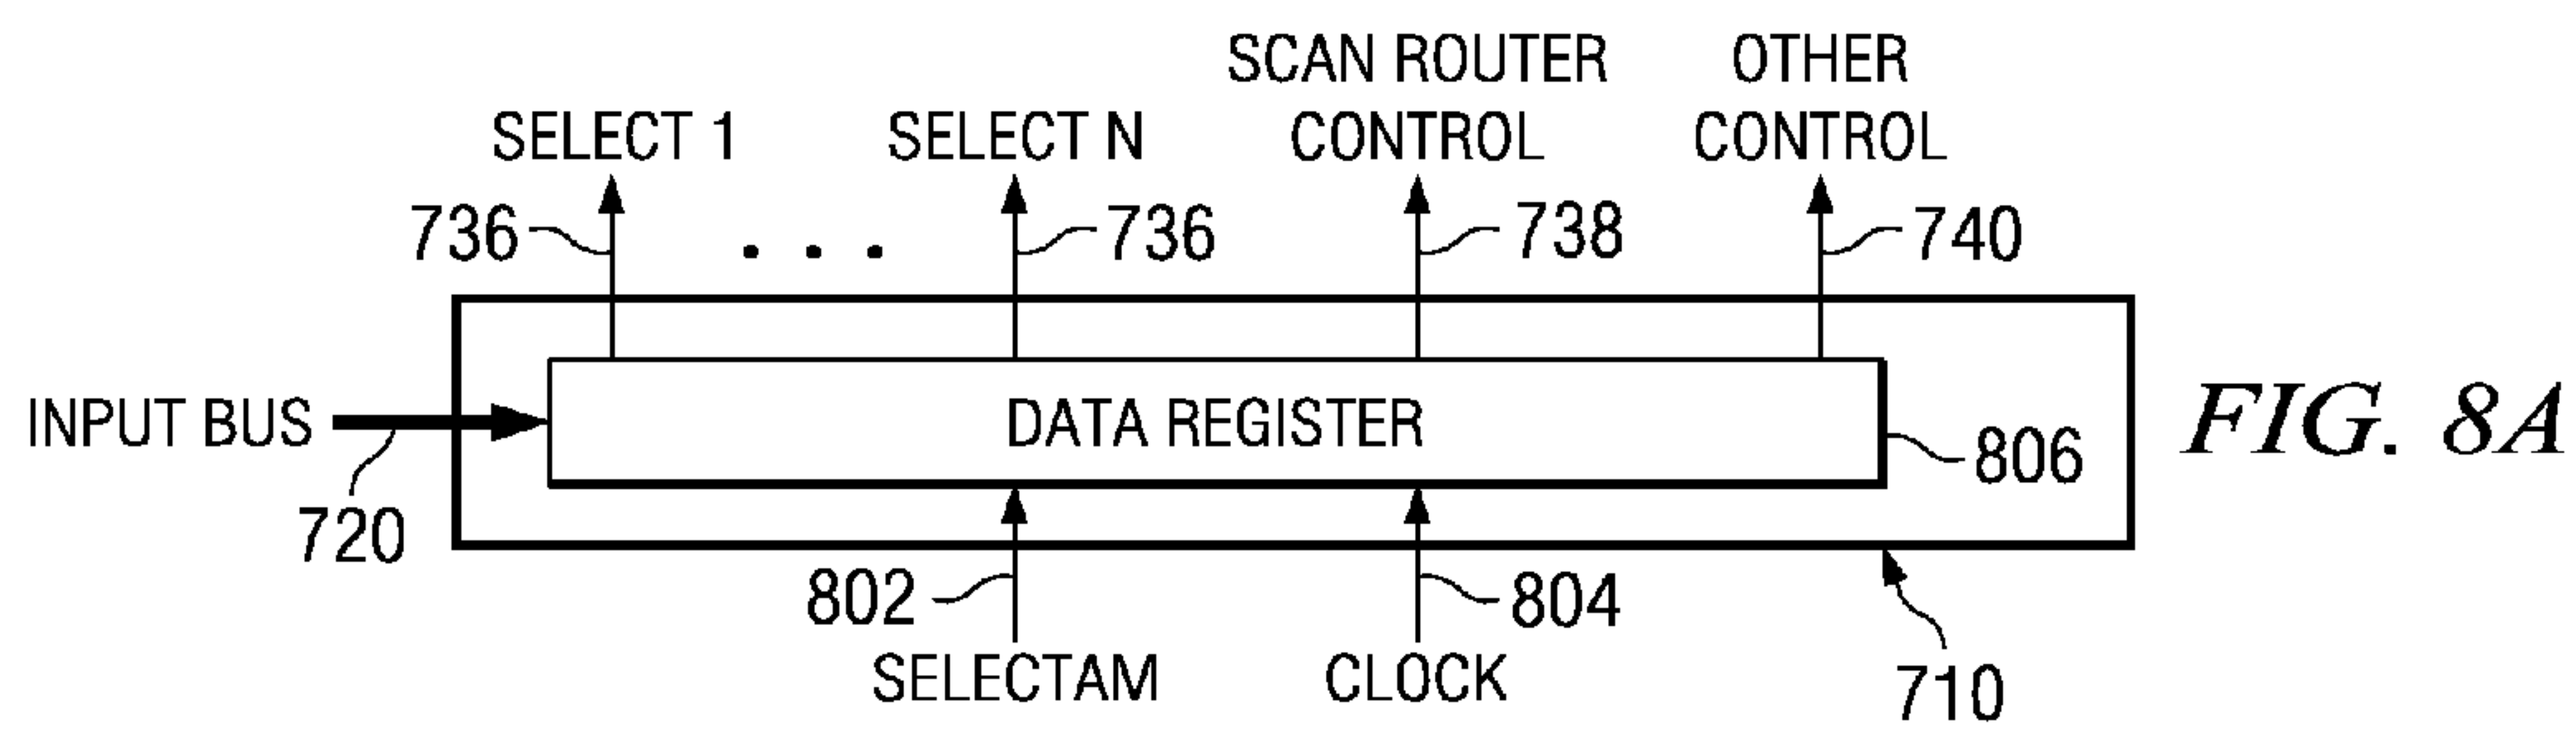 SCAN ROUTER
CONTROL
OTHER
CONTROL
SELECT 1
SELECT N
736
. . .
736
738
740
INPUT BUS
720
DATA REGISTER
806
802
SELECTAM
804
CLOCK
710
FIG. 8A